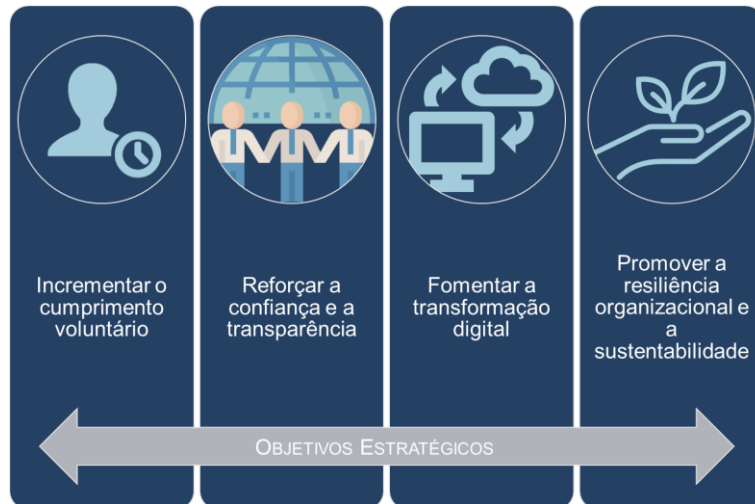 Incrementar o
cumprimento
voluntário
Reforçar a
confiança e a
transparência
Fomentar a
transformação
digital
Promover a
resiliência
organizacional e
a
sustentabilidade
OBJETIVOS ESTRATÉGICOS